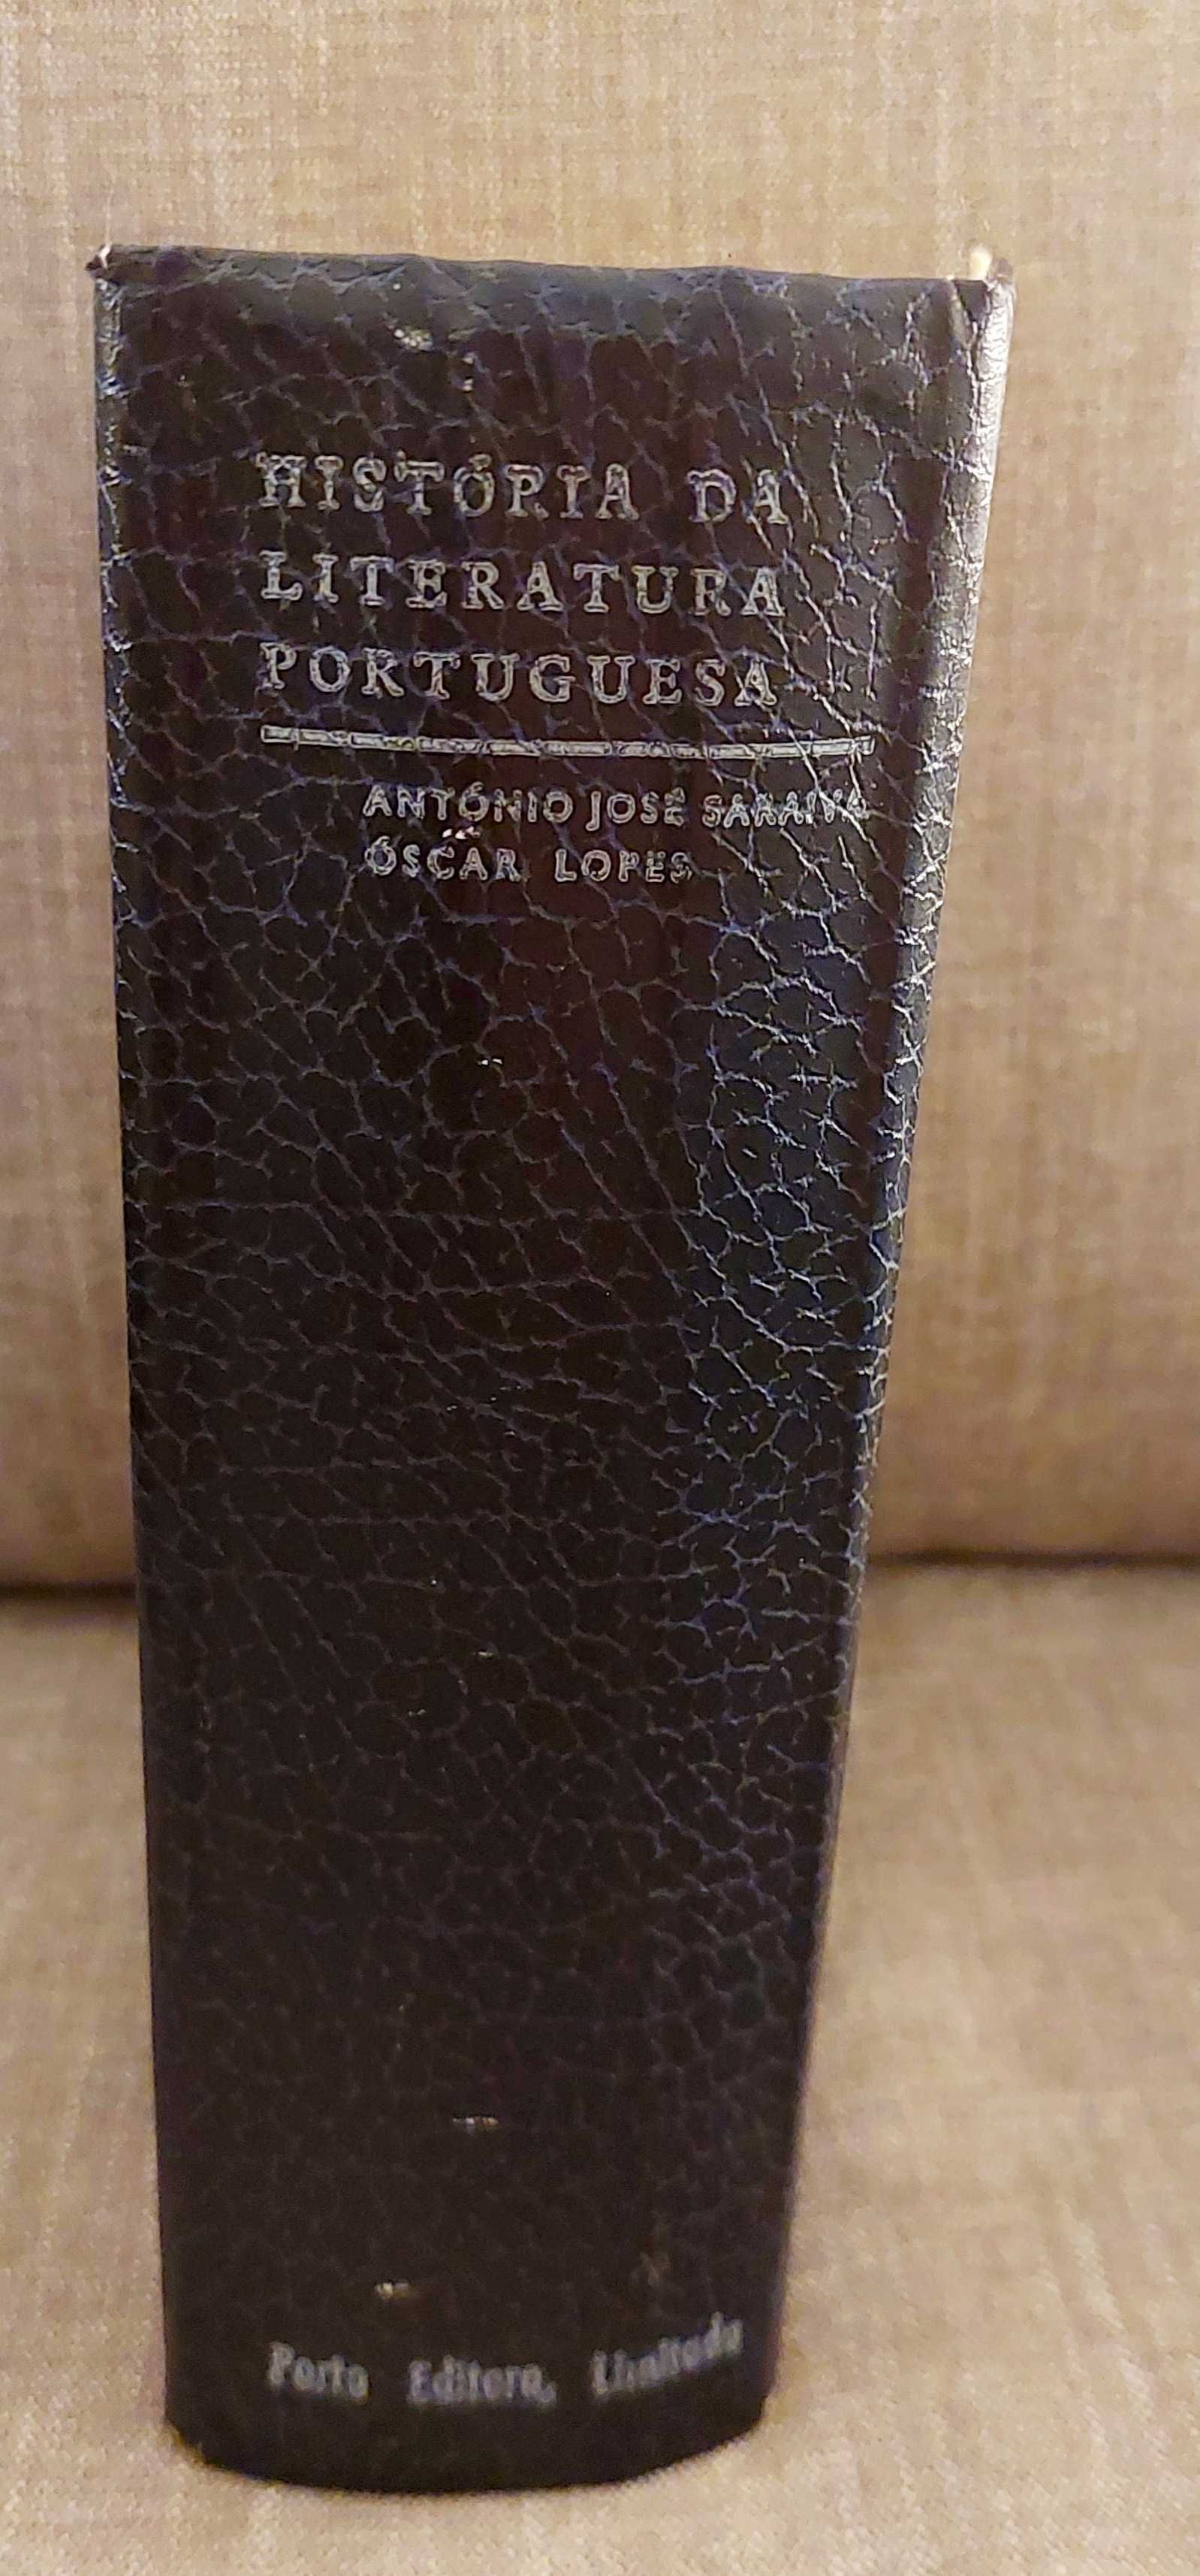 HISTÓRIA DA
LITERATURA
PORTUGUESA
ANTÓNIO JOSÉ SARAIVA
ÓSCAR LOPES
Porto Editora, Limitada